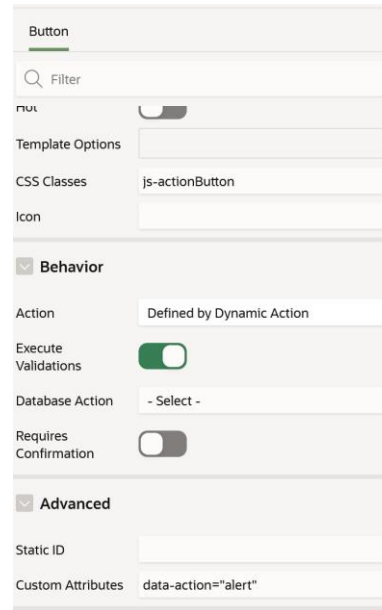 Button
Filter
Hot
Template Options
CSS Classes js-actionButton
Icon
Behavior
Action Defined by Dynamic Action
Execute
Validations
Database Action - Select -
Requires
Confirmation
Advanced
Static ID
Custom Attributes data-action="alert"